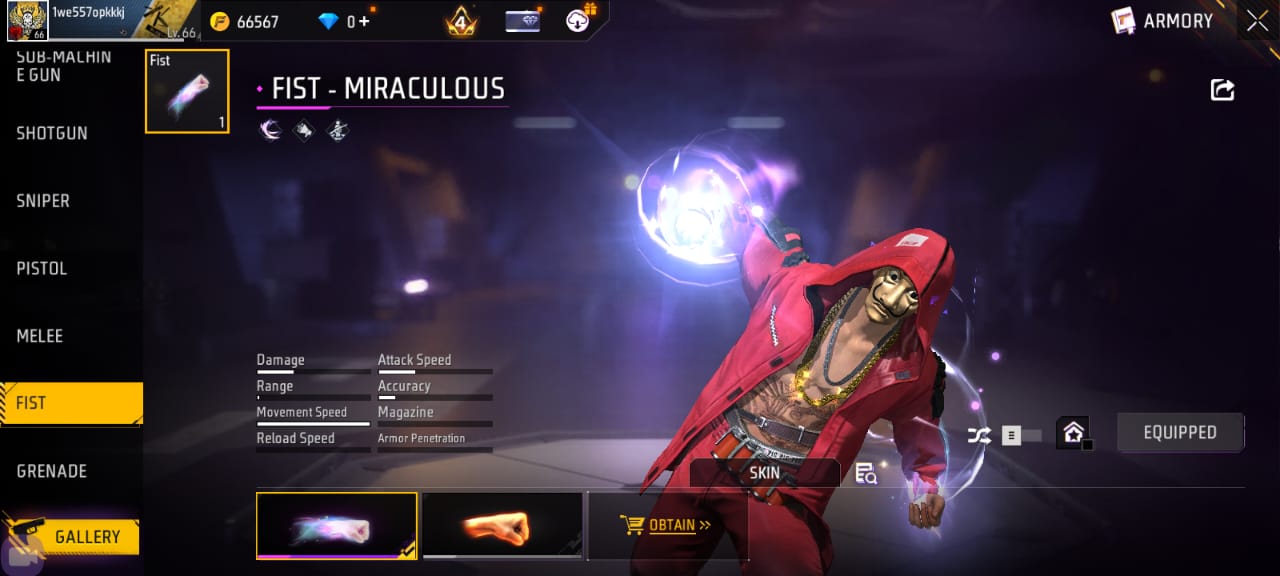 1we557opkkkj
66
Lv.66
66567
0+
4
ARMORY
SUB-MACHIN
E GUN
SHOTGUN
SNIPER
PISTOL
MELEE
FIST
GRENADE
GALLERY
Fist
1
FIST - MIRACULOUS
Damage
Attack Speed
Range
Accuracy
Movement Speed
Magazine
Reload Speed
Armor Penetration
EQUIPPED
SKIN
OBTAIN >>